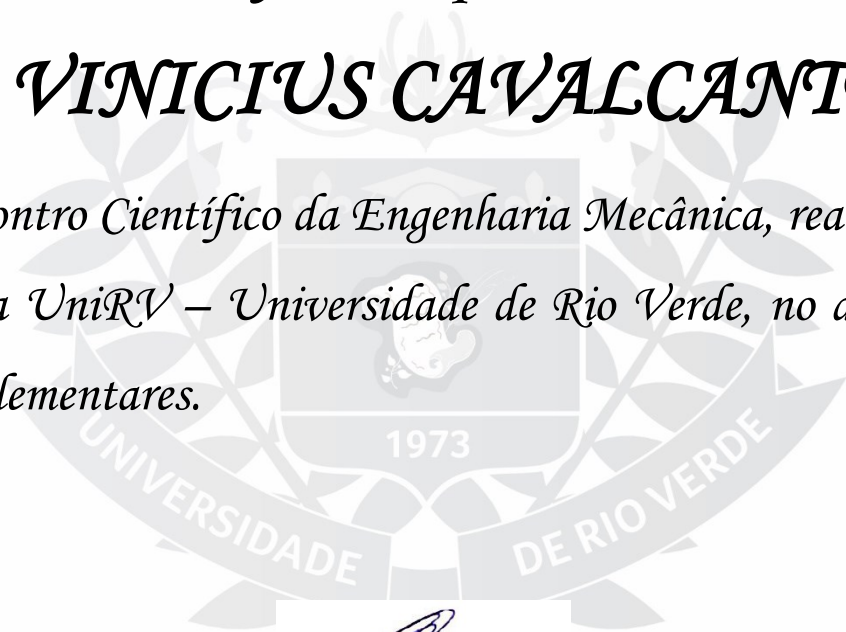 VINICIUS CAVALCANT
ontro Científico da Engenharia Mecânica, rea
a UniRV – Universidade de Rio Verde, no d
lementares.
1973
UNIVERSIDADE DE RIO VERDE